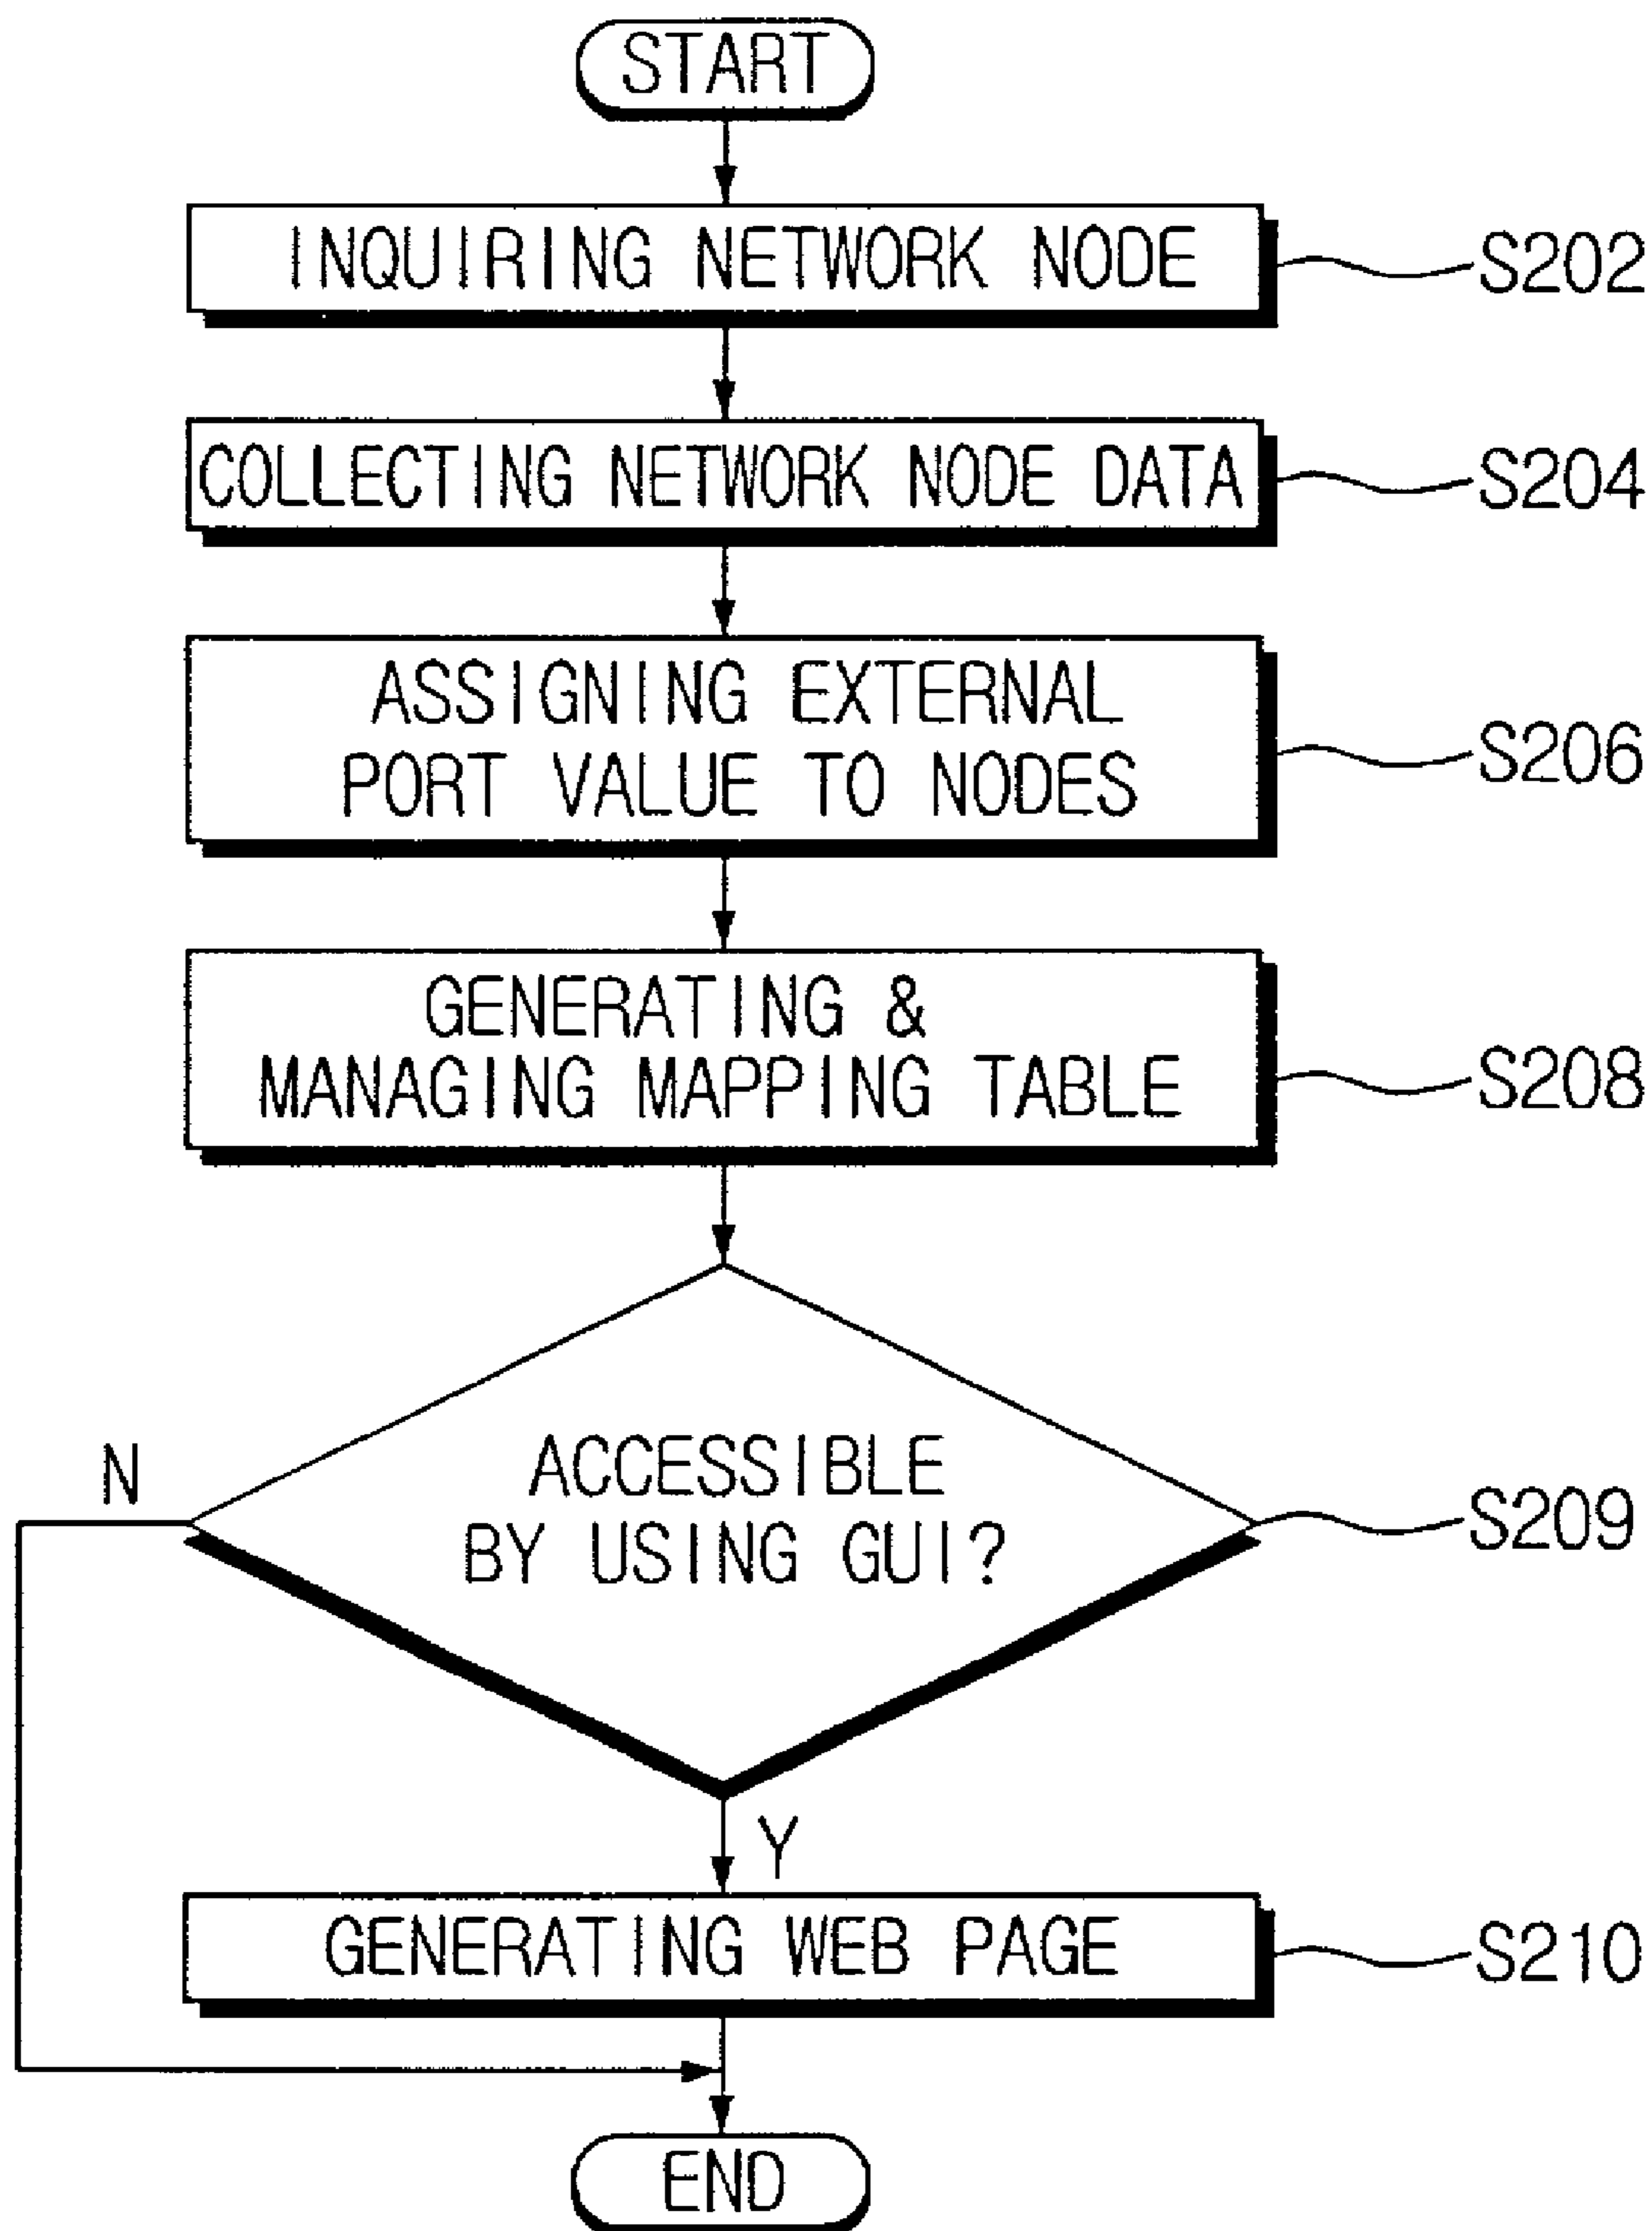 START
INQUIRING NETWORK NODE
S202
COLLECTING NETWORK NODE DATA
S204
ASSIGNING EXTERNAL
PORT VALUE TO NODES
S206
GENERATING &
MANAGING MAPPING TABLE
S208
N
ACCESSIBLE
BY USING GUI?
S209
Y
GENERATING WEB PAGE
S210
END